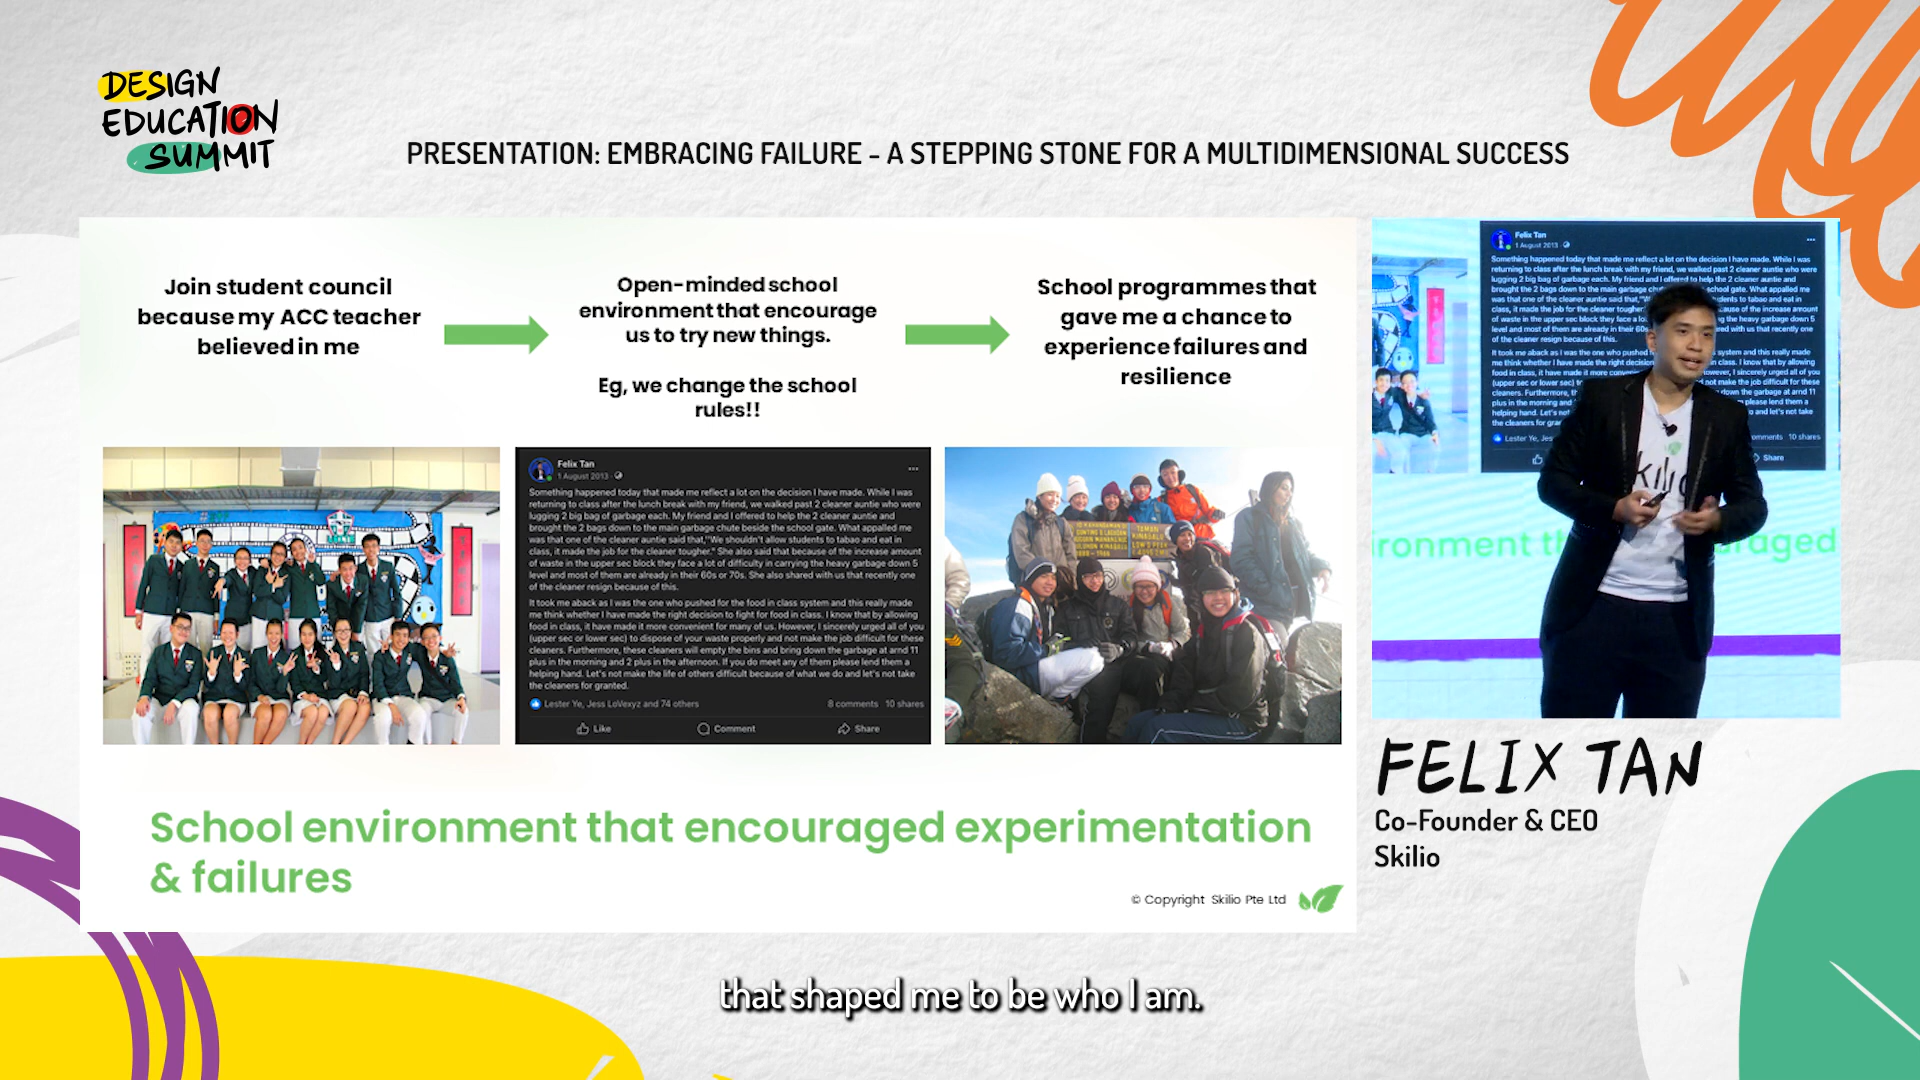 DESIGN
EDUCATION
SUMMIT
PRESENTATION: EMBRACING FAILURE - A STEPPING STONE FOR A MULTIDIMENSIONAL SUCCESS
Join student council
because my ACC teacher
believed in me
Open-minded school
environment that encourage
us to try new things.
Eg, we change the school
rules!!
School programmes that
gave me a chance to
experience failures and
resilience
Felix Tan
1 August 2013
Something happened today that made me reflect a lot on the decision I have made. While I was
returning to class after the lunch break with my friend, we walked past 2 cleaner auntie who were
lugging 2 big bag of garbage each. My friend and I offered to help the 2 cleaner auntie and
brought the 2 bags down to the main garbage chute beside the school gate. What appalled me
was that one of the cleaner auntie said that,"We shouldn't allow students to tabao and eat in
class, it made the job for the cleaner tougher." She also said that because of the increase amount
of waste in the upper sec block they face a lot of difficulty in carrying the heavy garbage down 5
level and most of them are already in their 60s or 70s. She also shared with us that recently one
of the cleaner resign because of this.
It took me aback as I was the one who pushed for the food in class system and this really made
me think whether I have made the right decision to fight for food in class. I know that by allowing
food in class, it have made it more convenient for many of us. However, I sincerely urged all of you
(upper sec or lower sec) to dispose of your waste properly and not make the job difficult for these
cleaners. Furthermore, these cleaners will empty the bins and bring down the garbage at arnd 11
plus in the morning and 2 plus in the afternoon. If you do meet any of them please lend them a
helping hand. Let's not make the life of others difficult because of what we do and let's not take
the cleaners for granted.
Lester Ye, Jess LoVexyz and 74 others
8 comments 10 shares
Like
Comment
Share
School environment that encouraged experimentation
& failures
© Copyright Skilio Pte Ltd
FELIX TAN
Co-Founder & CEO
Skilio
that shaped me to be who I am.